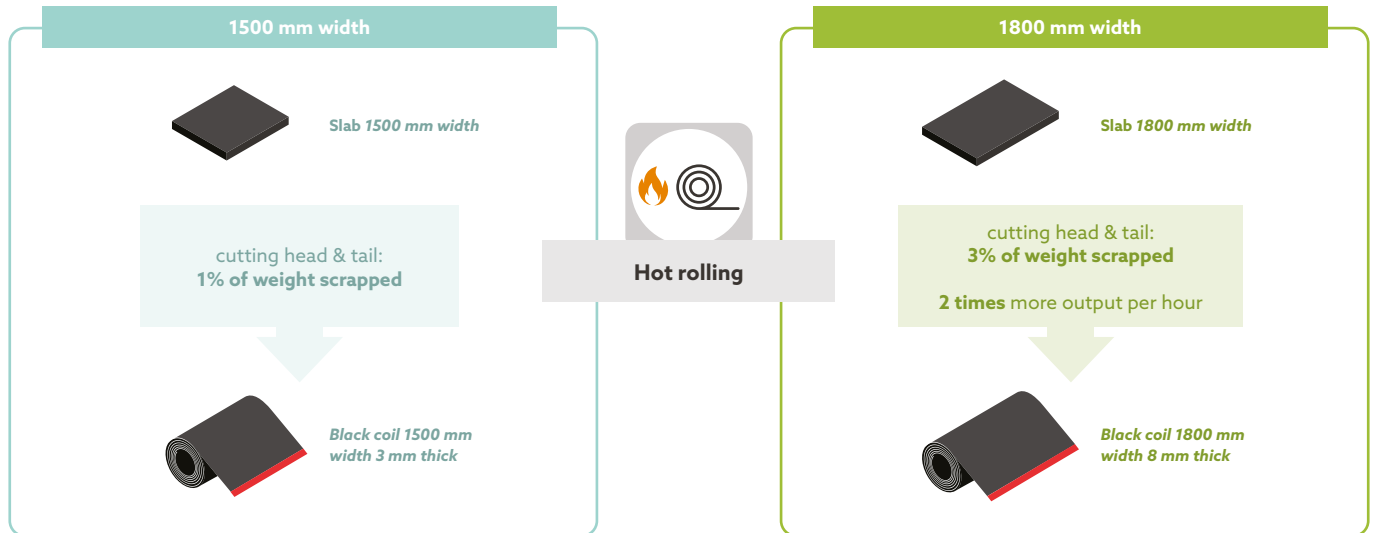 1500 mm width
Slab 1500 mm width
cutting head & tail:
1% of weight scrapped
Black coil 1500 mm
width 3 mm thick
Hot rolling
1800 mm width
Slab 1800 mm width
cutting head & tail:
3% of weight scrapped
2 times more output per hour
Black coil 1800 mm
width 8 mm thick